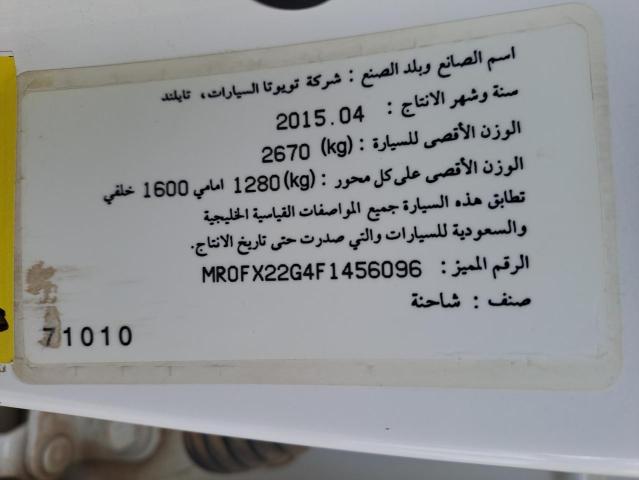 اسم الصانع وبلد الصنع : شركة تويوتا السيارات، تايلند
سنة وشهر الانتاج : 2015.04
الوزن الأقصى للسيارة : (kg) 2670
الوزن الأقصى على كل محور : (kg) 1280 امامي 1600 خلفي
تطابق هذه السيارة جميع المواصفات القياسية الخليجية
والسعودية للسيارات والتي صدرت حتى تاريخ الانتاج.
الرقم المميز : MR0FX22G4F1456096
صنف : شاحنة
71010